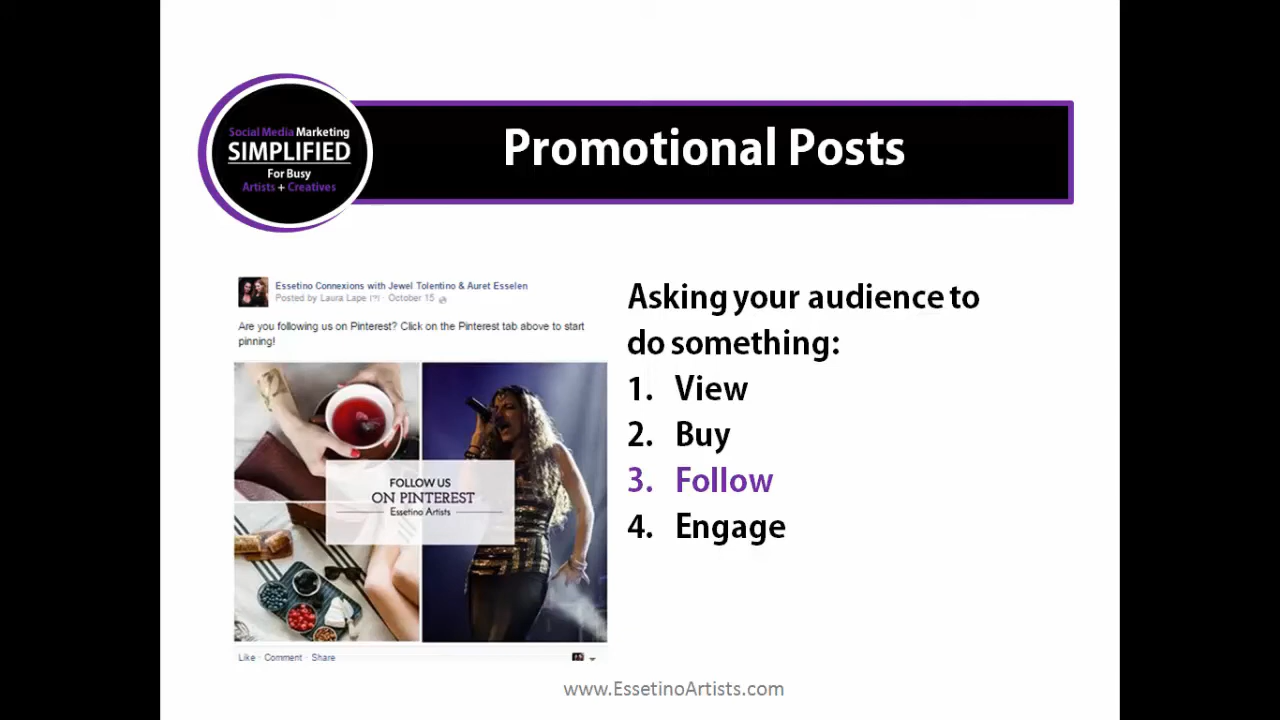 Social Media Marketing
SIMPLIFIED
For Busy
Artists + Creatives
Promotional Posts
Essetino Connexions with Jewel Tolentino & Auret Esselen
Posted by Laura Lape [?] · October 15
Are you following us on Pinterest? Click on the Pinterest tab above to start
pinning!
FOLLOW US
ON PINTEREST
Essetino Artists
Like · Comment · Share
Asking your audience to
do something:
1. View
2. Buy
3. Follow
4. Engage
www.EssetinoArtists.com